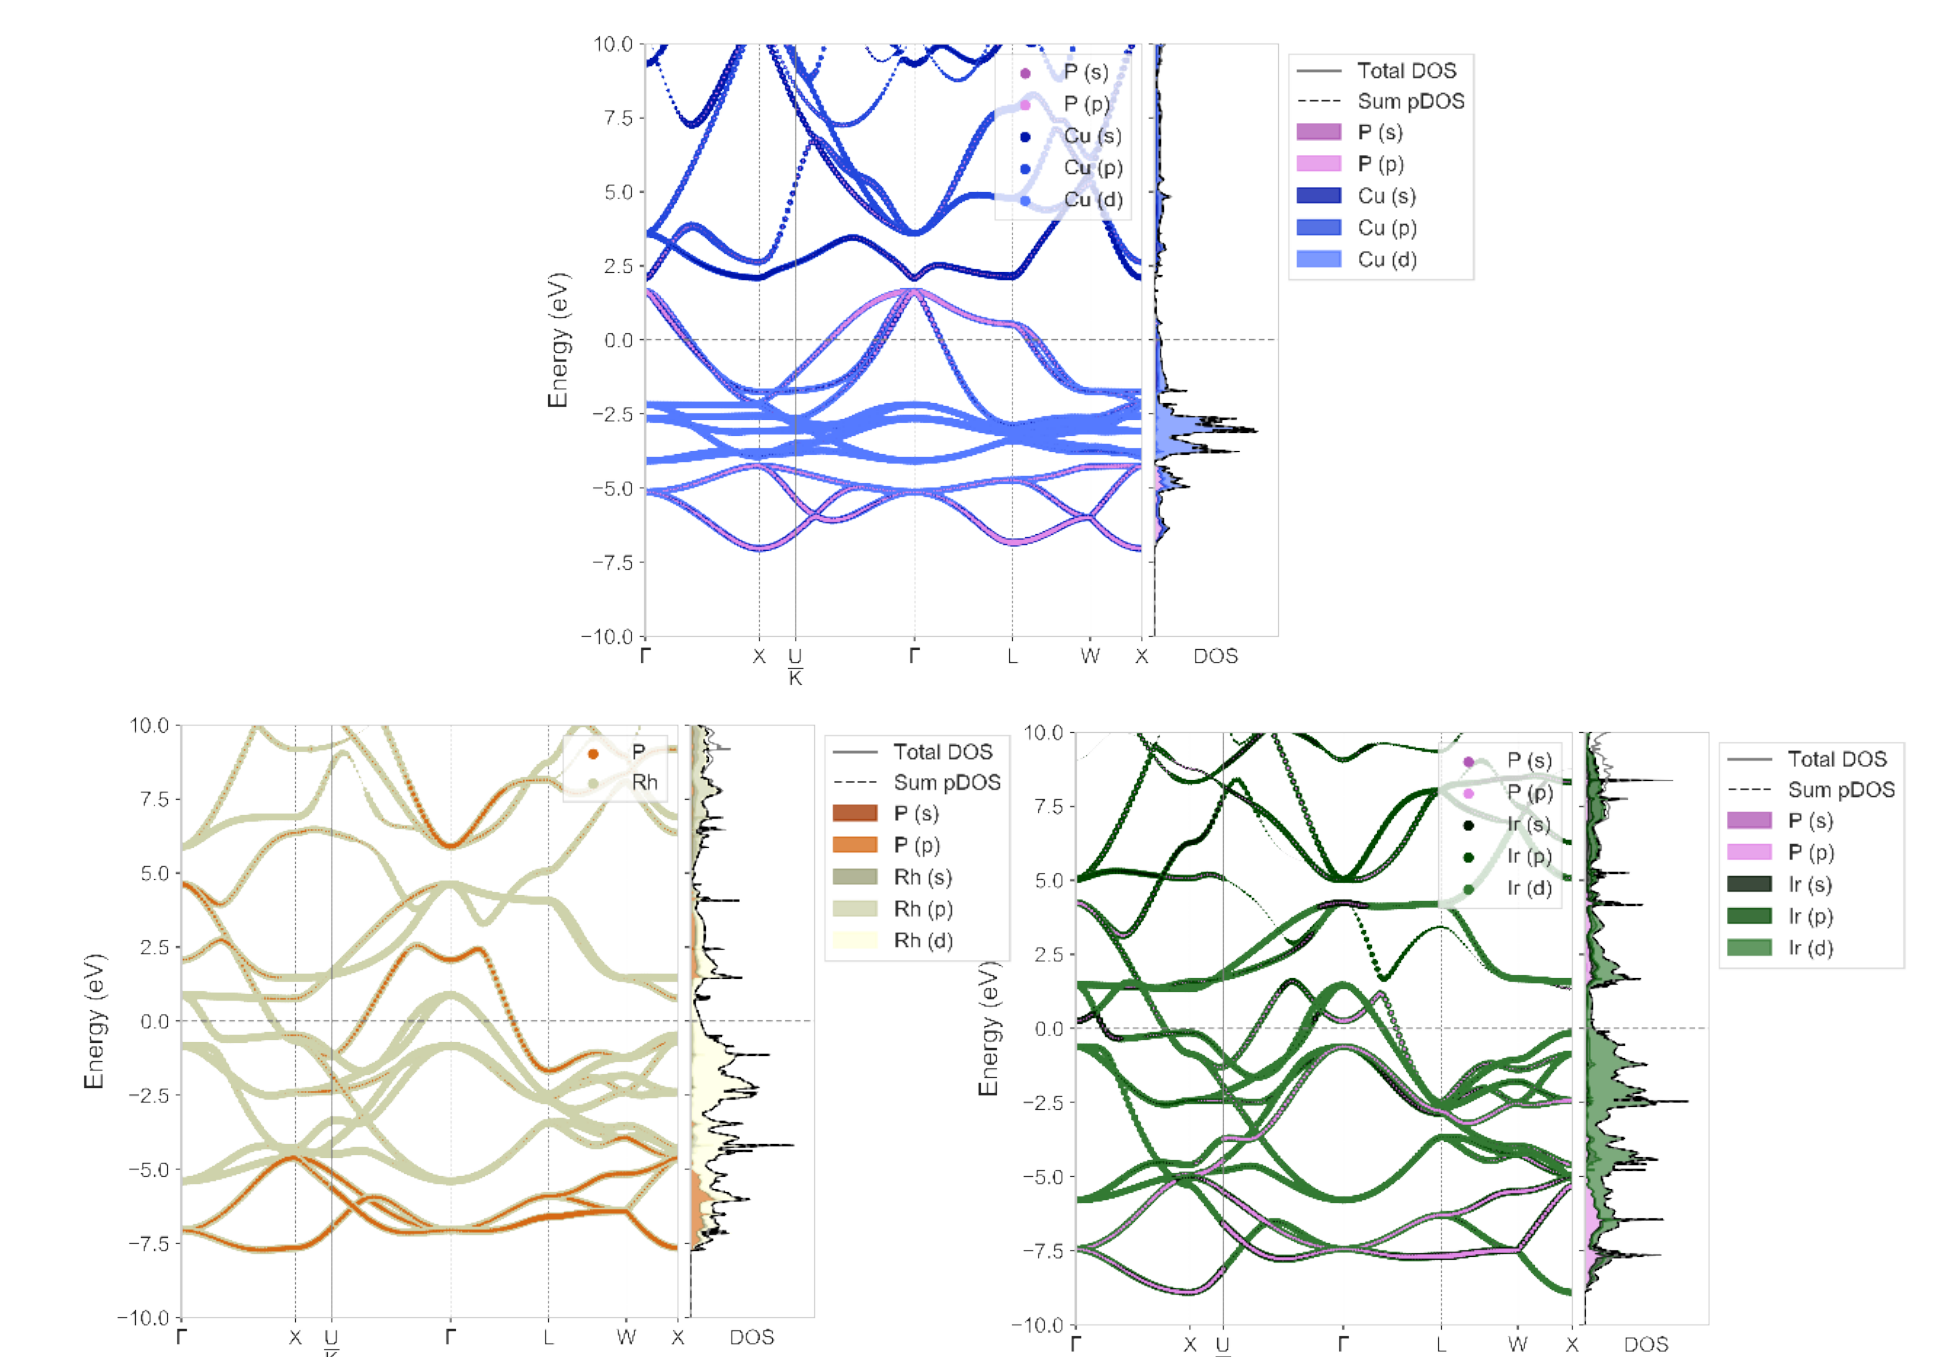 10.0
7.5
5.0
2.5
0.0
−2.5
−5.0
−7.5
−10.0
Energy (eV)
Γ X U Γ L W X DOS
K
P (s)
P (p)
Cu (s)
Cu (p)
Cu (d)
Total DOS
Sum pDOS
P (s)
P (p)
Cu (s)
Cu (p)
Cu (d)
10.0
7.5
5.0
2.5
0.0
−2.5
−5.0
−7.5
−10.0
Energy (eV)
Γ X U Γ L W X DOS
K
P
Rh
Total DOS
Sum pDOS
P (s)
P (p)
Rh (s)
Rh (p)
Rh (d)
10.0
7.5
5.0
2.5
0.0
−2.5
−5.0
−7.5
−10.0
Energy (eV)
Γ X U Γ L W X DOS
P (s)
P (p)
Ir (s)
Ir (p)
Ir (d)
Total DOS
Sum pDOS
P (s)
P (p)
Ir (s)
Ir (p)
Ir (d)